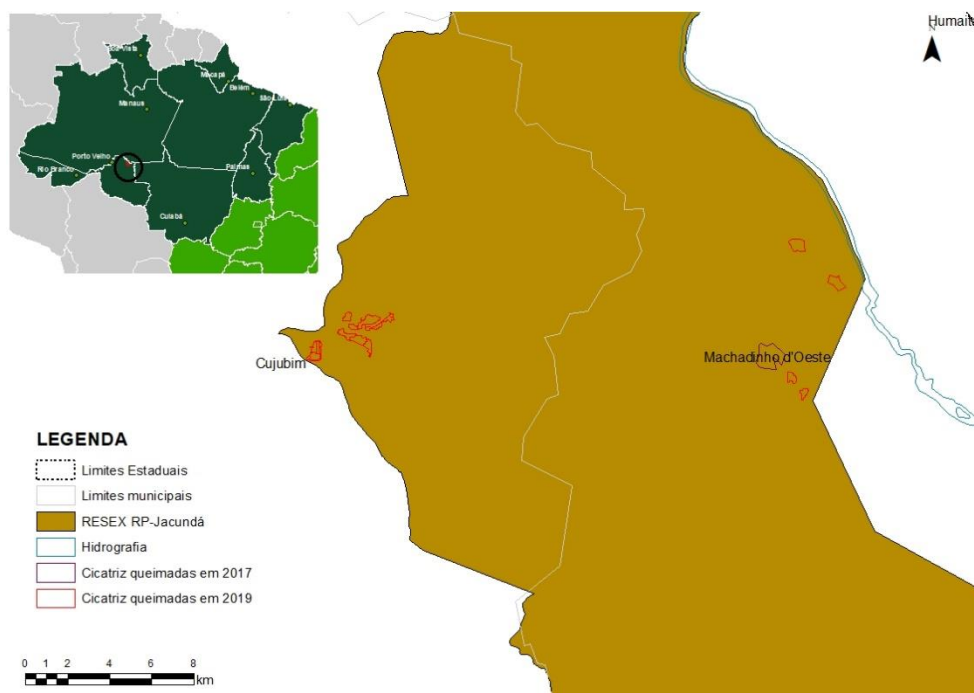 Humaita
N
Macapá
Belém
Manaus
Porto Velho
Rio Branco
Palmas
Cuiabá
Cujubim
Machadinho d'Oeste
LEGENDA
Limites Estaduais
Limites municipais
RESEX RP-Jacundá
Hidrografia
Cicatriz queimadas em 2017
Cicatriz queimadas em 2019
0 1 2 4 6 8
km